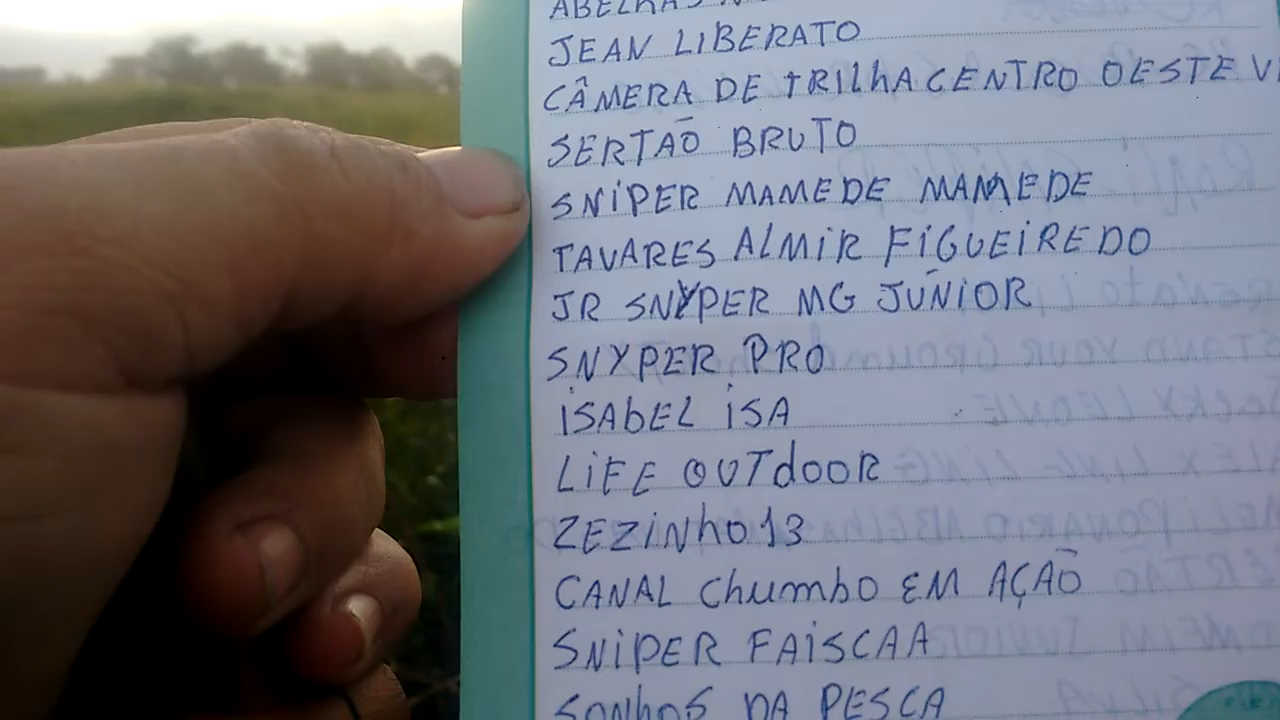 ABELHAS
JEAN LIBERATO
CÂMERA DE TRILhA CENTRO OESTE
SERTÃO BRUTO
SNiPER MAMEDE MAMEDE
TAVARES ALMiR FiGUEiREDO
JR SNYPER MG JÚNiOR
SNYPER PRO
iSAbEL iSA
LiFE OUTdOOR
ZEZiNhO13
CANAL Chumbo EM AÇÃO
SNiPER FAiSCAA
SONhOS DA PESCA